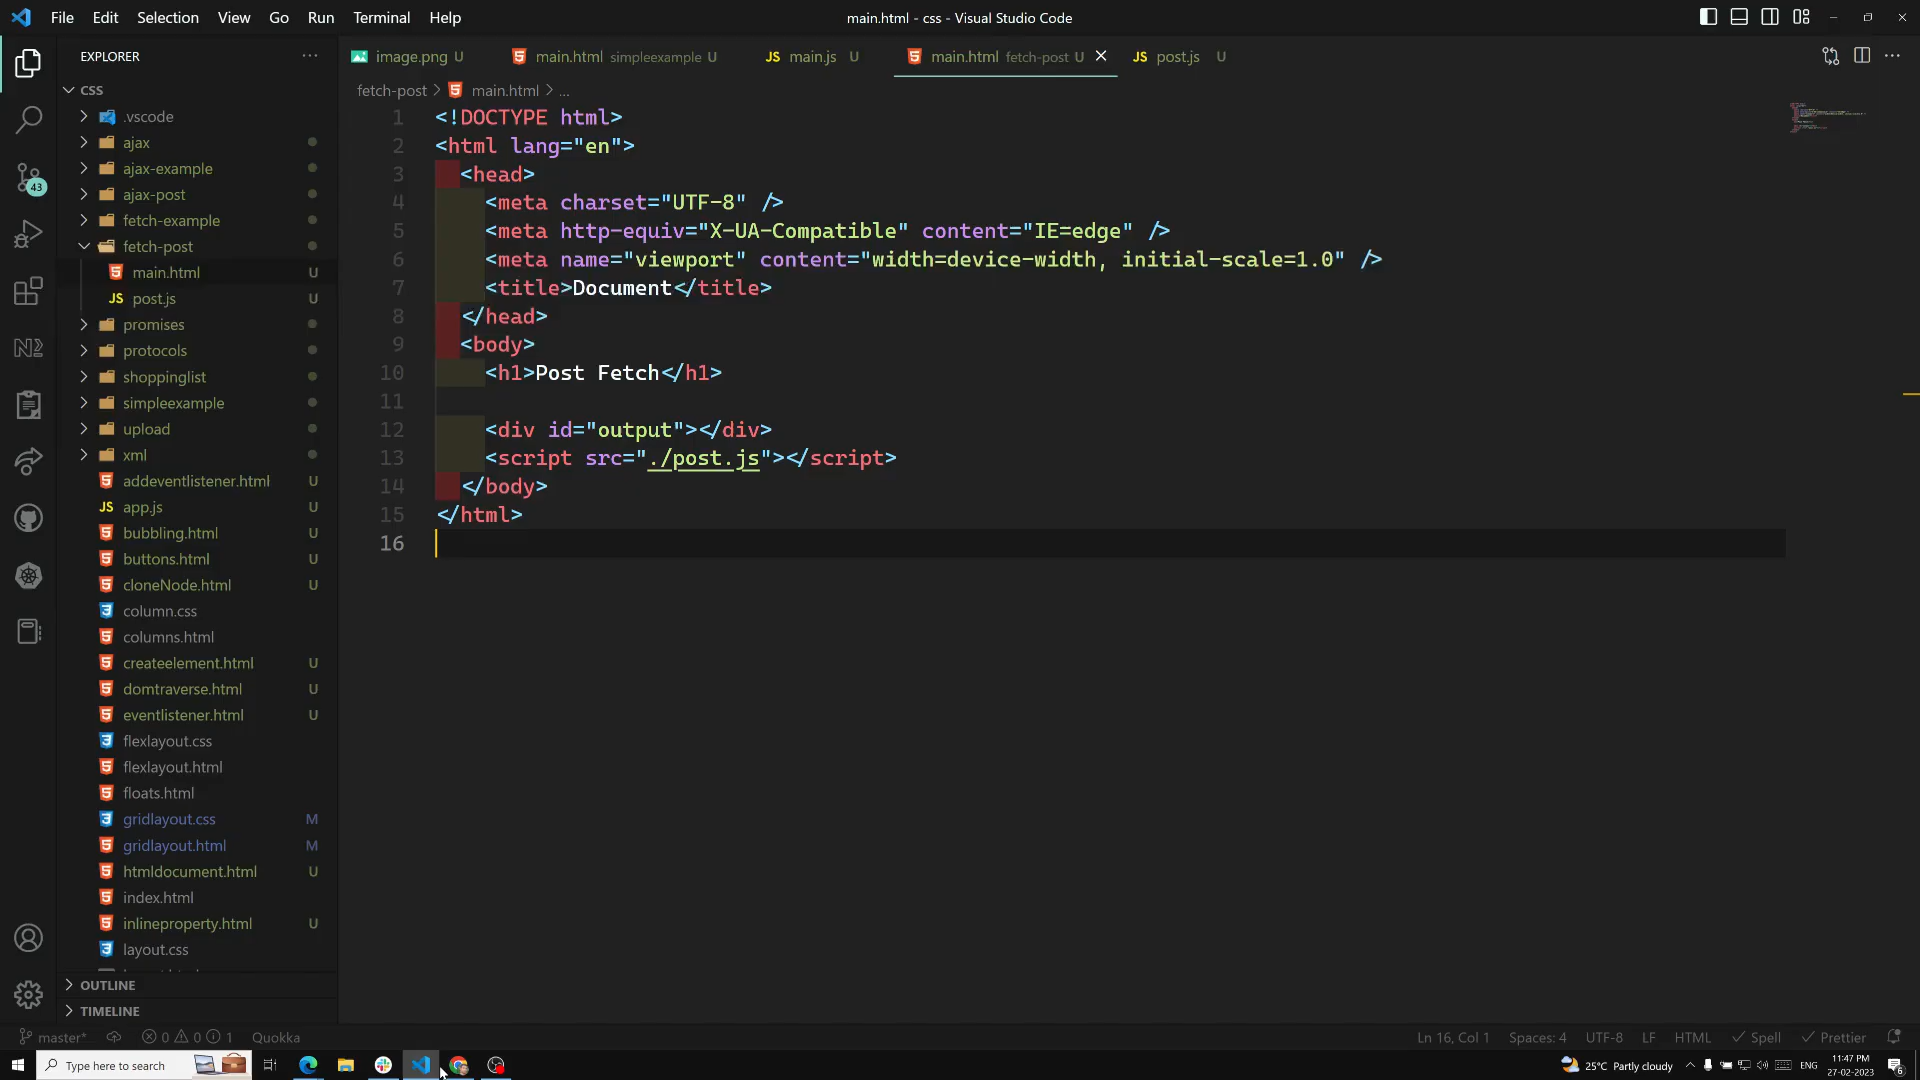 File Edit Selection View Go Run Terminal Help
main.html - css - Visual Studio Code
EXPLORER
image.png U
main.html simpleexample U
JS main.js U
main.html fetch-post U
JS post.js U
fetch-post > main.html > ...
CSS
.vscode
ajax
ajax-example
ajax-post
fetch-example
fetch-post
main.html U
JS post.js U
promises
protocols
shoppinglist
simpleexample
upload
xml
addeventlistener.html U
JS app.js U
bubbling.html U
buttons.html U
cloneNode.html U
column.css
columns.html
createelement.html U
domtraverse.html U
eventlistener.html U
flexlayout.css
flexlayout.html
floats.html
gridlayout.css M
gridlayout.html M
htmldocument.html U
index.html
inlineproperty.html U
layout.css
OUTLINE
TIMELINE
43
1 <!DOCTYPE html>
2 <html lang="en">
3 <head>
4 <meta charset="UTF-8" />
5 <meta http-equiv="X-UA-Compatible" content="IE=edge" />
6 <meta name="viewport" content="width=device-width, initial-scale=1.0" />
7 <title>Document</title>
8 </head>
9 <body>
10 <h1>Post Fetch</h1>
11
12 <div id="output"></div>
13 <script src="./post.js"></script>
14 </body>
15 </html>
16
master* 0 0 1 Quokka
Ln 16, Col 1 Spaces: 4 UTF-8 LF HTML Spell Prettier
Type here to search
25°C Partly cloudy
ENG
11:47 PM
27-02-2023
6